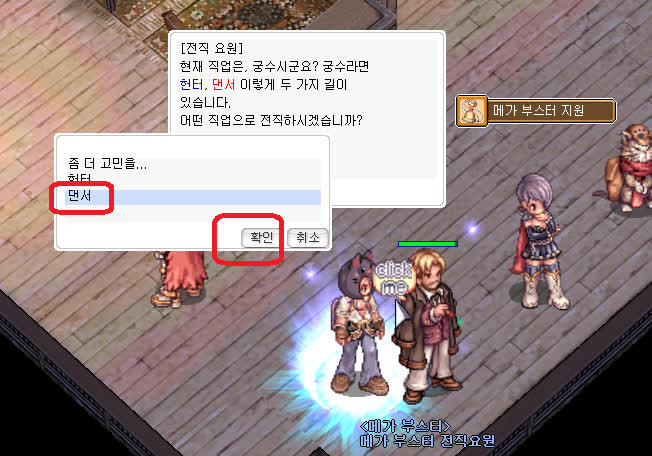 [전직 요원]
현재 직업은, 궁수시군요? 궁수라면
헌터, 댄서 이렇게 두 가지 길이
있습니다.
어떤 직업으로 전직하시겠습니까?
메가 부스터 지원
좀 더 고민을...
헌터
댄서
확인
취소
click
me
<메가 부스터>
메가 부스터 전직요원